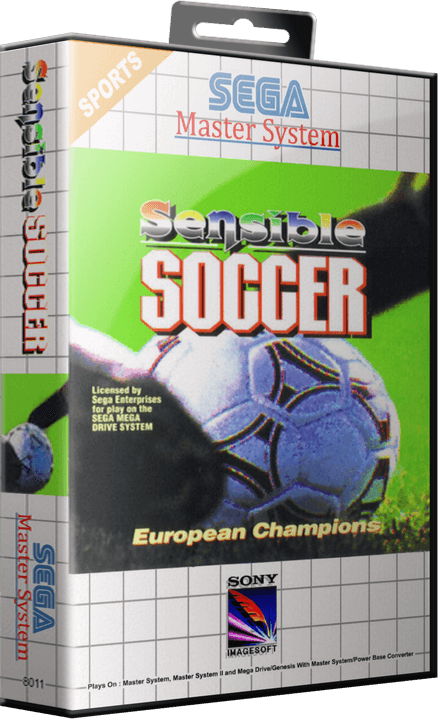 SPORTS
SEGA
Master System
Sensible
SOCCER
Licensed by
Sega Enterprises
for play on the
SEGA MEGA
DRIVE SYSTEM
European Champions
SONY
IMAGESOFT
Plays On : Master System, Master System II and Mega Drive/Genesis With Master System/Power Base Converter
Sensible SOCCER
SEGA
Master System
8011